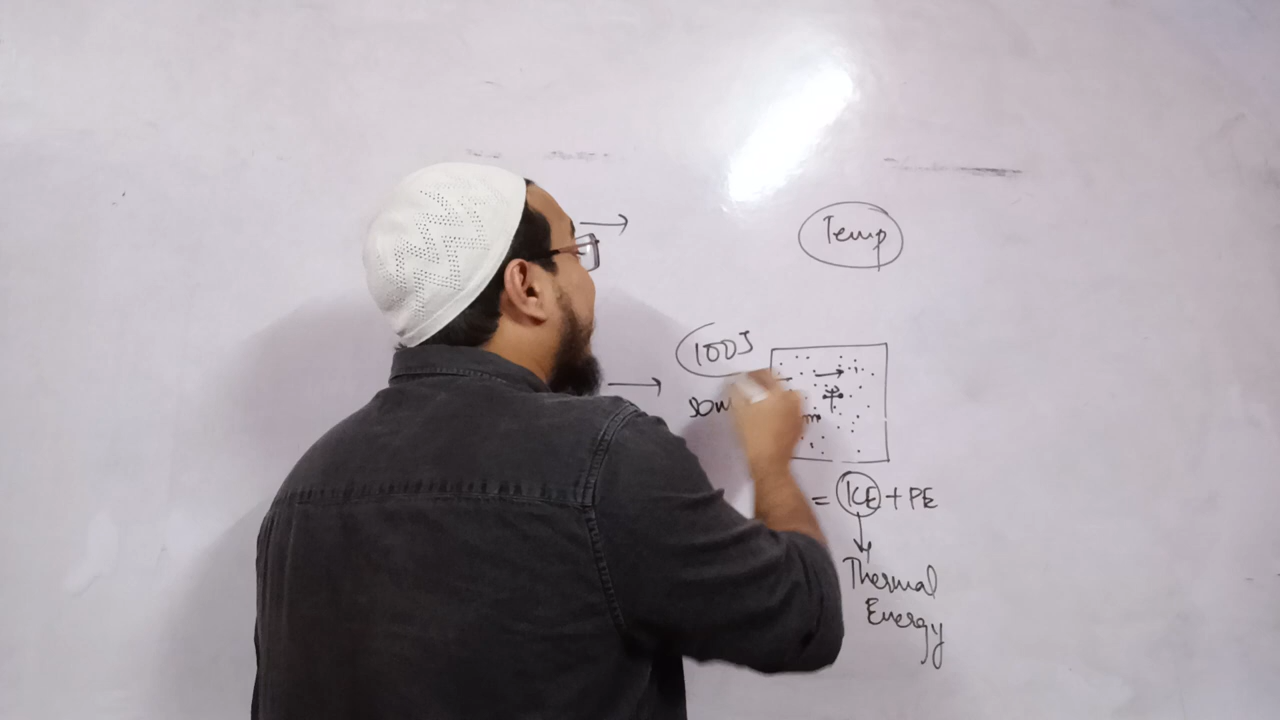 Temp
100J
= KE + PE
Thermal
Energy